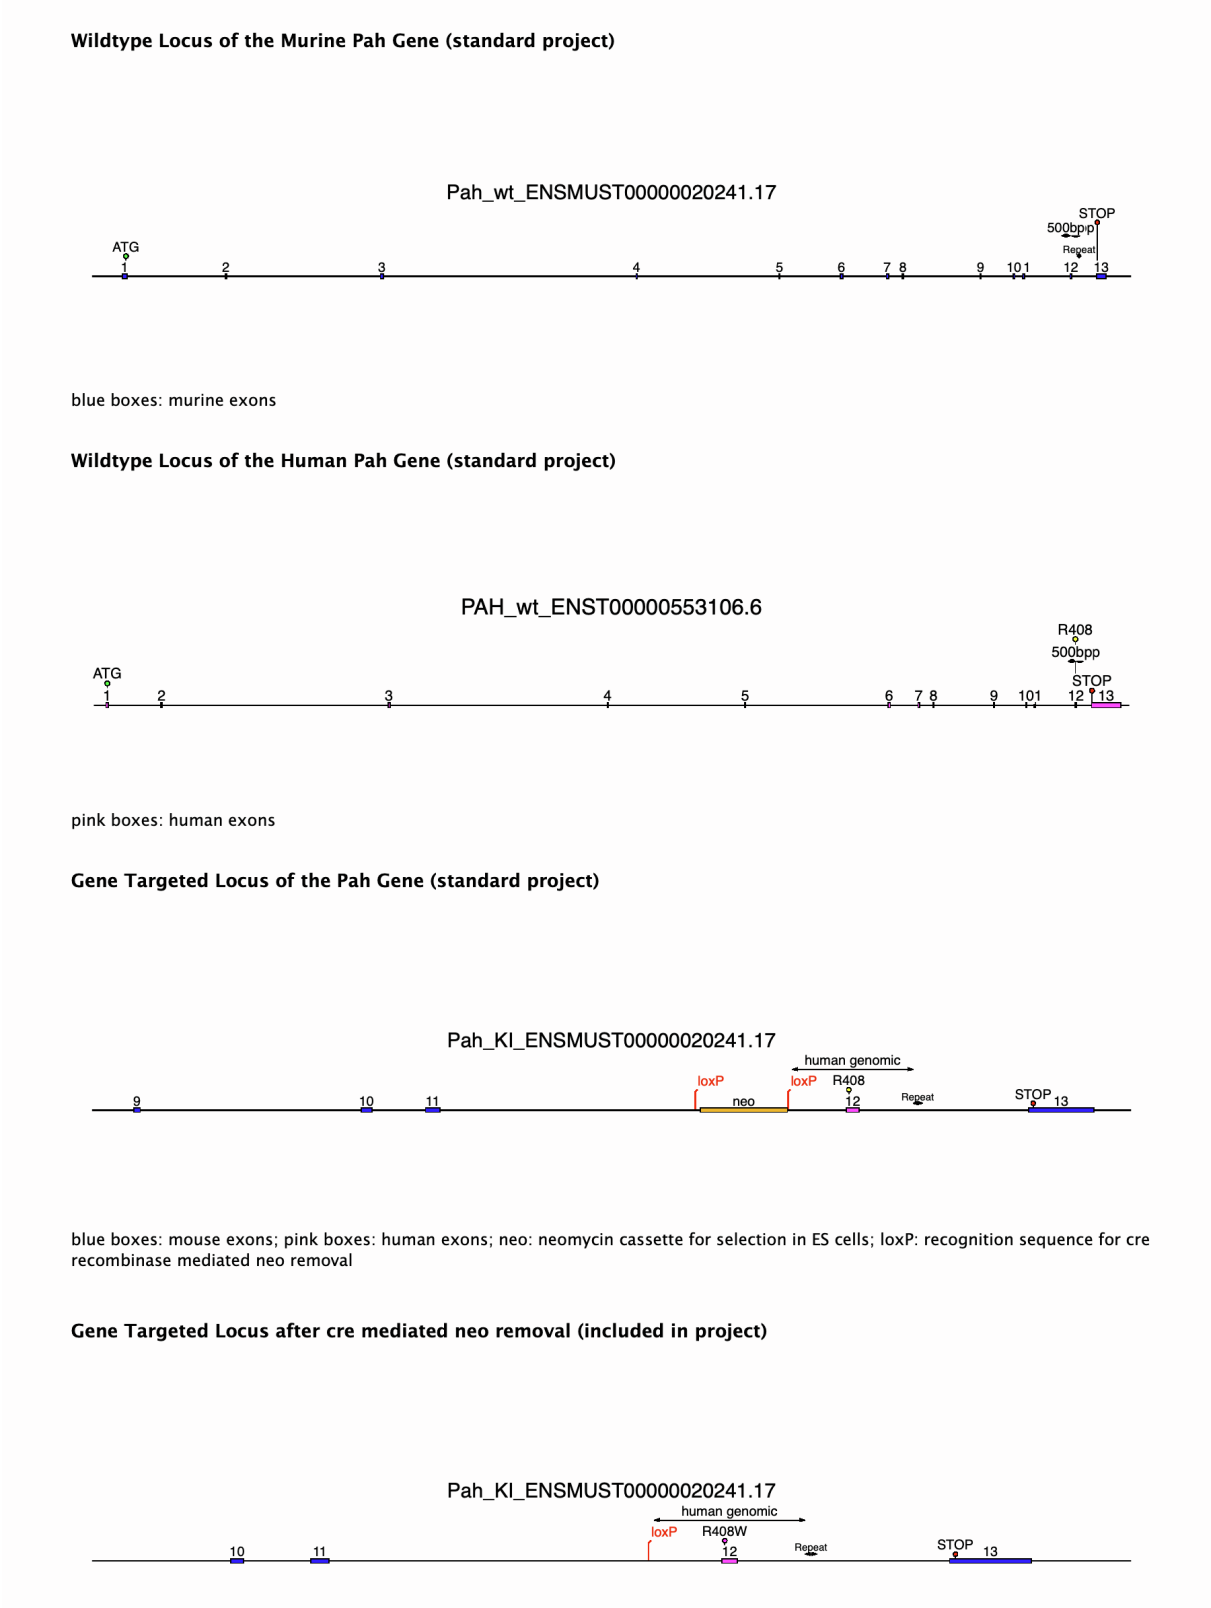 Wildtype Locus of the Murine Pah Gene (standard project)
Pah_wt_ENSMUST00000020241.17
STOP
500bpıp
ATG
Repeat
1 2 3 4 5 6 7 8 9 101 12 13
blue boxes: murine exons
Wildtype Locus of the Human Pah Gene (standard project)
PAH_wt_ENST00000553106.6
R408
500bpp
ATG
STOP
1 2 3 4 5 6 7 8 9 101 12 13
pink boxes: human exons
Gene Targeted Locus of the Pah Gene (standard project)
Pah_KI_ENSMUST00000020241.17
human genomic
loxP loxP R408
9 10 11 neo 12 Repeat STOP 13
blue boxes: mouse exons; pink boxes: human exons; neo: neomycin cassette for selection in ES cells; loxP: recognition sequence for cre
recombinase mediated neo removal
Gene Targeted Locus after cre mediated neo removal (included in project)
Pah_KI_ENSMUST00000020241.17
human genomic
loxP R408W
10 11 12 Repeat STOP 13